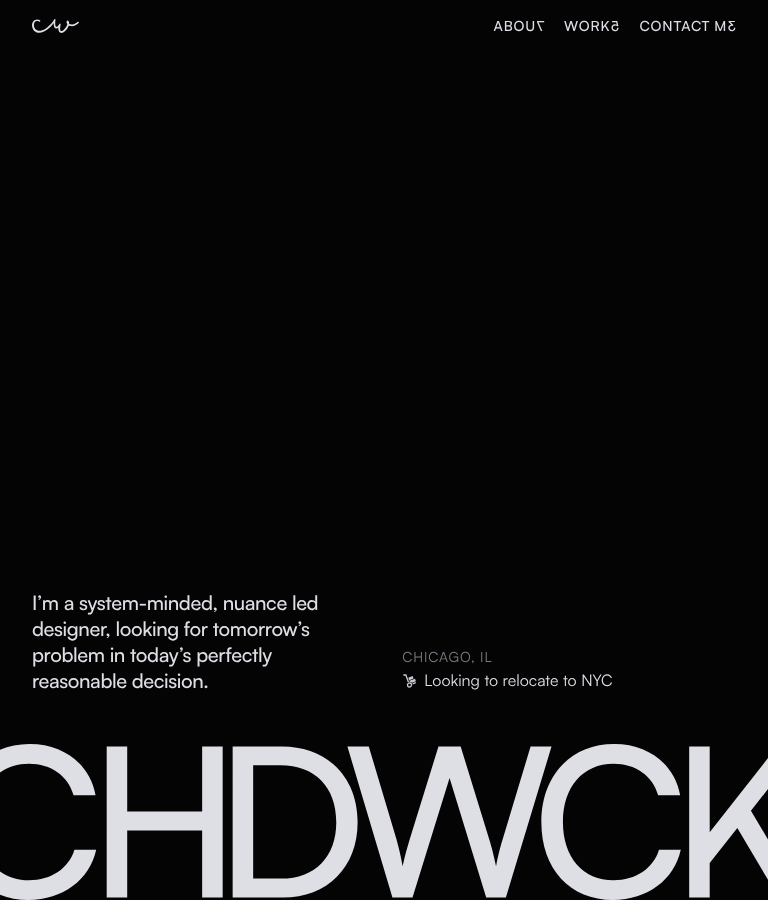 cw
ABOUT WORKS CONTACT ME
I’m a system-minded, nuance led
designer, looking for tomorrow’s
problem in today’s perfectly
reasonable decision.
CHICAGO, IL
Looking to relocate to NYC
CHDWCK